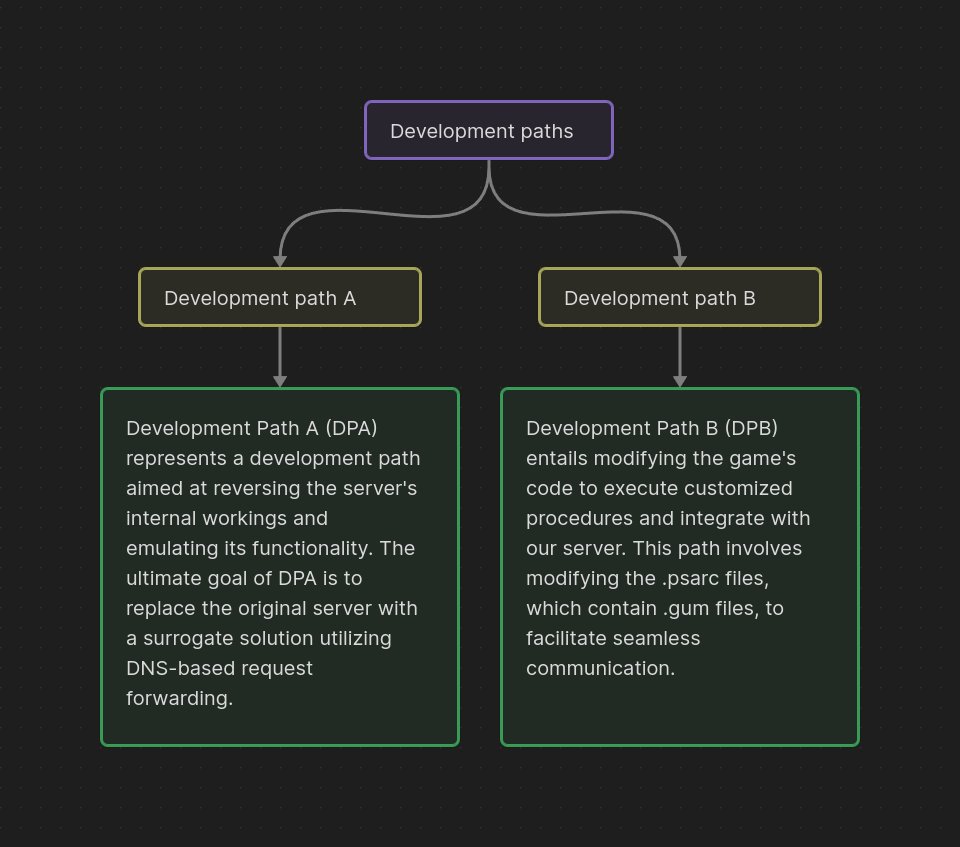 Development paths
Development path A
Development path B
Development Path A (DPA)
represents a development path
aimed at reversing the server's
internal workings and
emulating its functionality. The
ultimate goal of DPA is to
replace the original server with
a surrogate solution utilizing
DNS-based request
forwarding.
Development Path B (DPB)
entails modifying the game's
code to execute customized
procedures and integrate with
our server. This path involves
modifying the .psarc files,
which contain .gum files, to
facilitate seamless
communication.